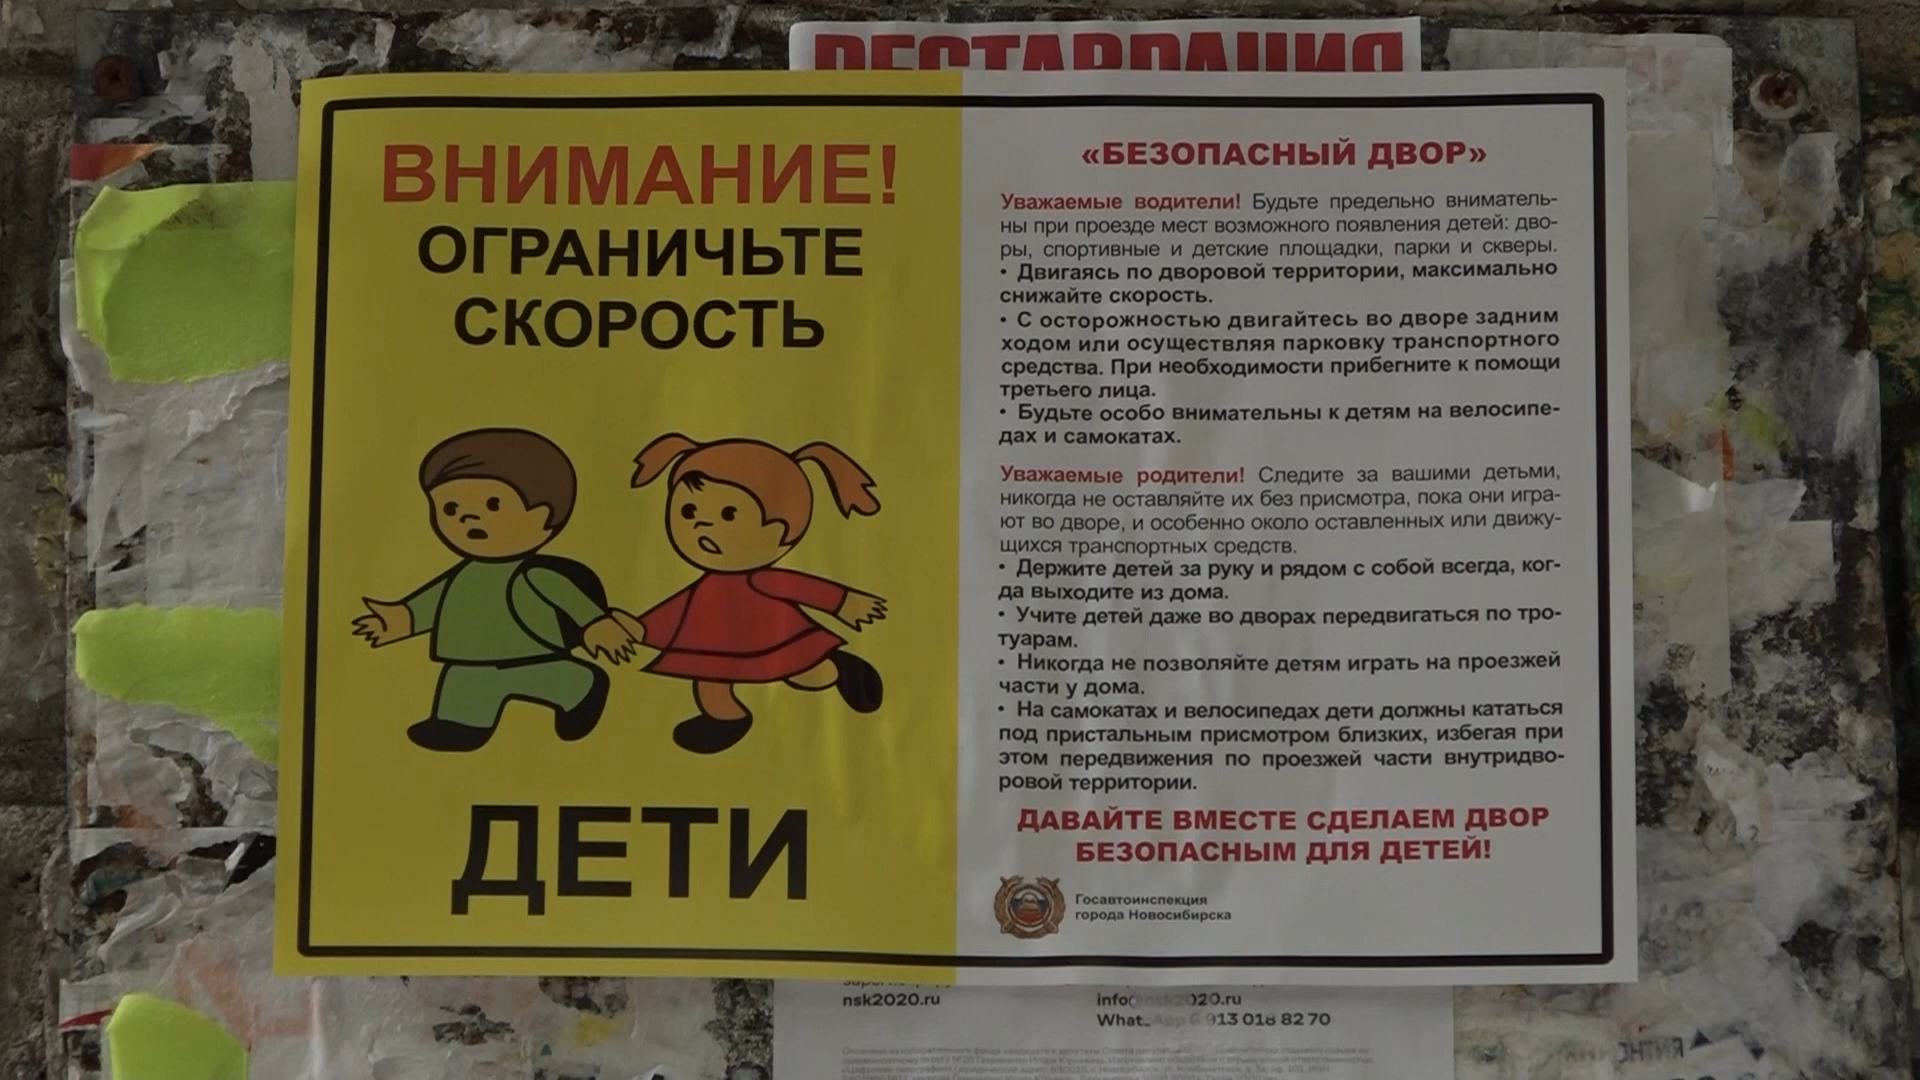 РЕСТАВРАЦИЯ
ВНИМАНИЕ!
ОГРАНИЧЬТЕ
СКОРОСТЬ
ДЕТИ
«БЕЗОПАСНЫЙ ДВОР»
Уважаемые водители! Будьте предельно вниматель-
ны при проезде мест возможного появления детей: дво-
ры, спортивные и детские площадки, парки и скверы.
• Двигаясь по дворовой территории, максимально
снижайте скорость.
• С осторожностью двигайтесь во дворе задним
ходом или осуществляя парковку транспортного
средства. При необходимости прибегните к помощи
третьего лица.
• Будьте особо внимательны к детям на велосипе-
дах и самокатах.
Уважаемые родители! Следите за вашими детьми,
никогда не оставляйте их без присмотра, пока они игра-
ют во дворе, и особенно около оставленных или движу-
щихся транспортных средств.
• Держите детей за руку и рядом с собой всегда, ког-
да выходите из дома.
• Учите детей даже во дворах передвигаться по тро-
туарам.
• Никогда не позволяйте детям играть на проезжей
части у дома.
• На самокатах и велосипедах дети должны кататься
под пристальным присмотром близких, избегая при
этом передвижения по проезжей части внутридво-
ровой территории.
ДАВАЙТЕ ВМЕСТЕ СДЕЛАЕМ ДВОР
БЕЗОПАСНЫМ ДЛЯ ДЕТЕЙ!
Госавтоинспекция
города Новосибирска
nsk2020.ru
info@nsk2020.ru
WhatsApp 8 913 018 82 70